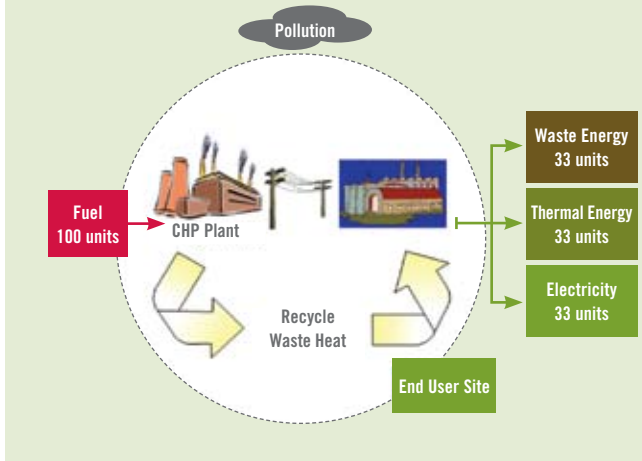 Pollution
Fuel
100 units
CHP Plant
Recycle
Waste Heat
End User Site
Waste Energy
33 units
Thermal Energy
33 units
Electricity
33 units